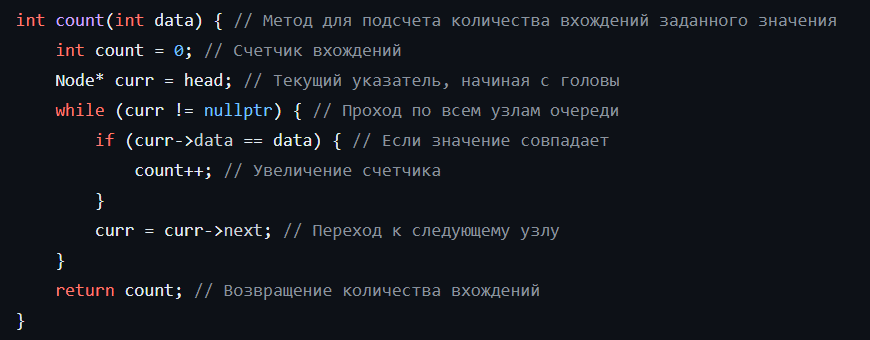 int count(int data) { // Метод для подсчета количества вхождений заданного значения
    int count = 0; // Счетчик вхождений
    Node* curr = head; // Текущий указатель, начиная с головы
    while (curr != nullptr) { // Проход по всем узлам очереди
        if (curr->data == data) { // Если значение совпадает
            count++; // Увеличение счетчика
        }
        curr = curr->next; // Переход к следующему узлу
    }
    return count; // Возвращение количества вхождений
}